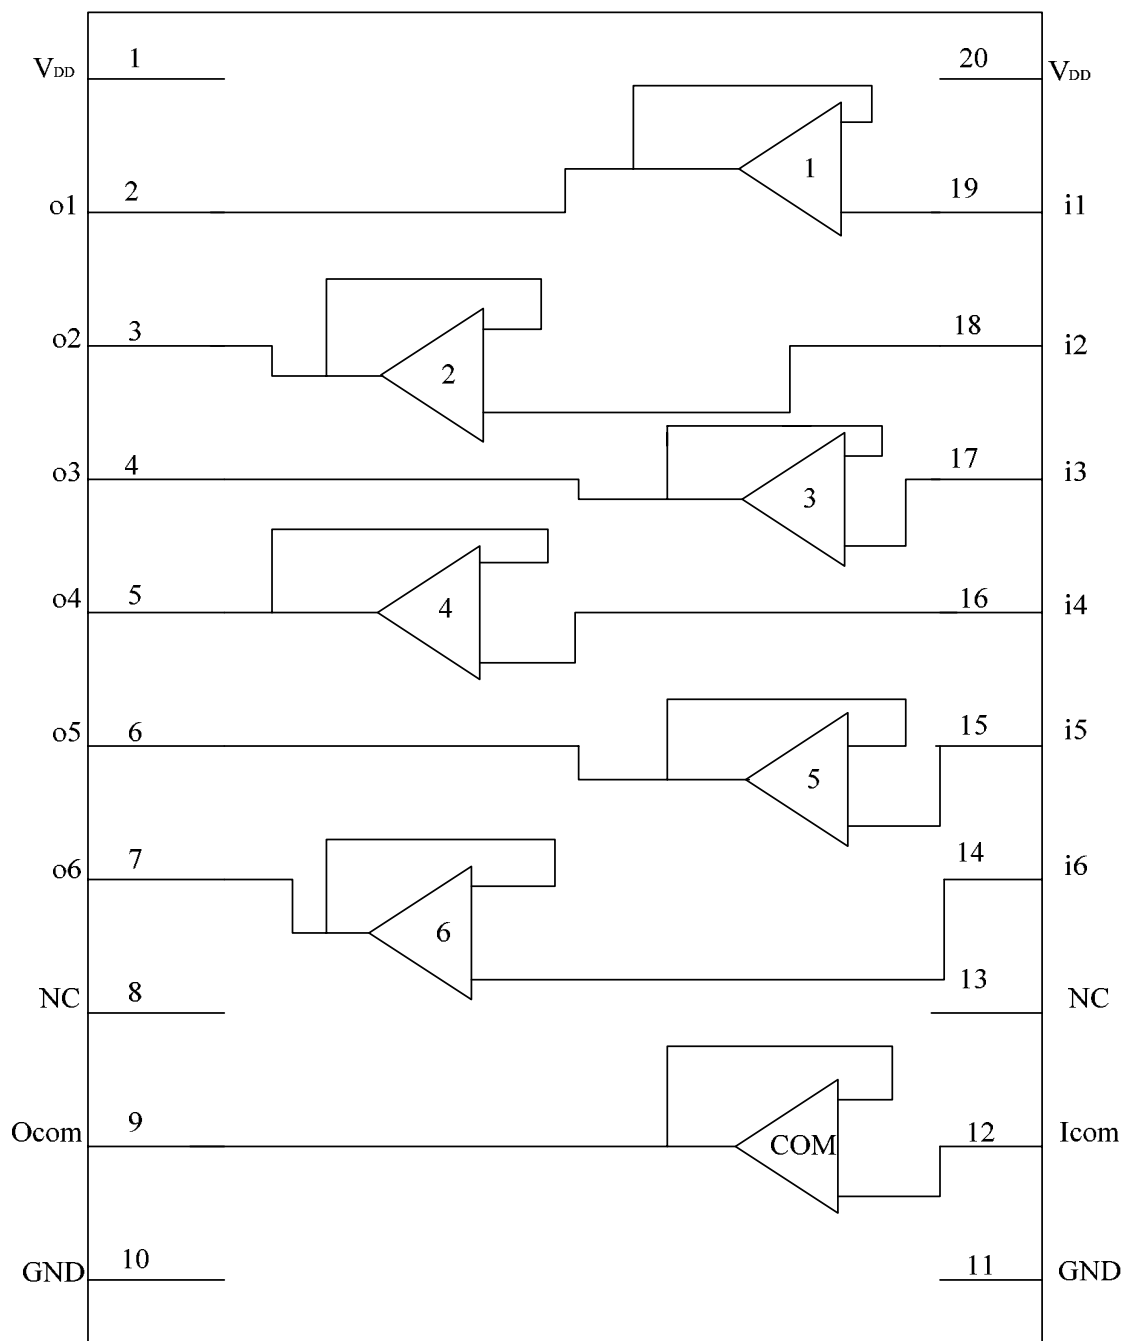 VDD 1 20 VDD
1
o1 2 19 i1
o2 3 18 i2
2
o3 4 17 i3
3
o4 5 4 16 i4
o5 6 15 i5
5
o6 7 14 i6
6
NC 8 13 NC
Ocom 9 COM 12 Icom
GND 10 11 GND